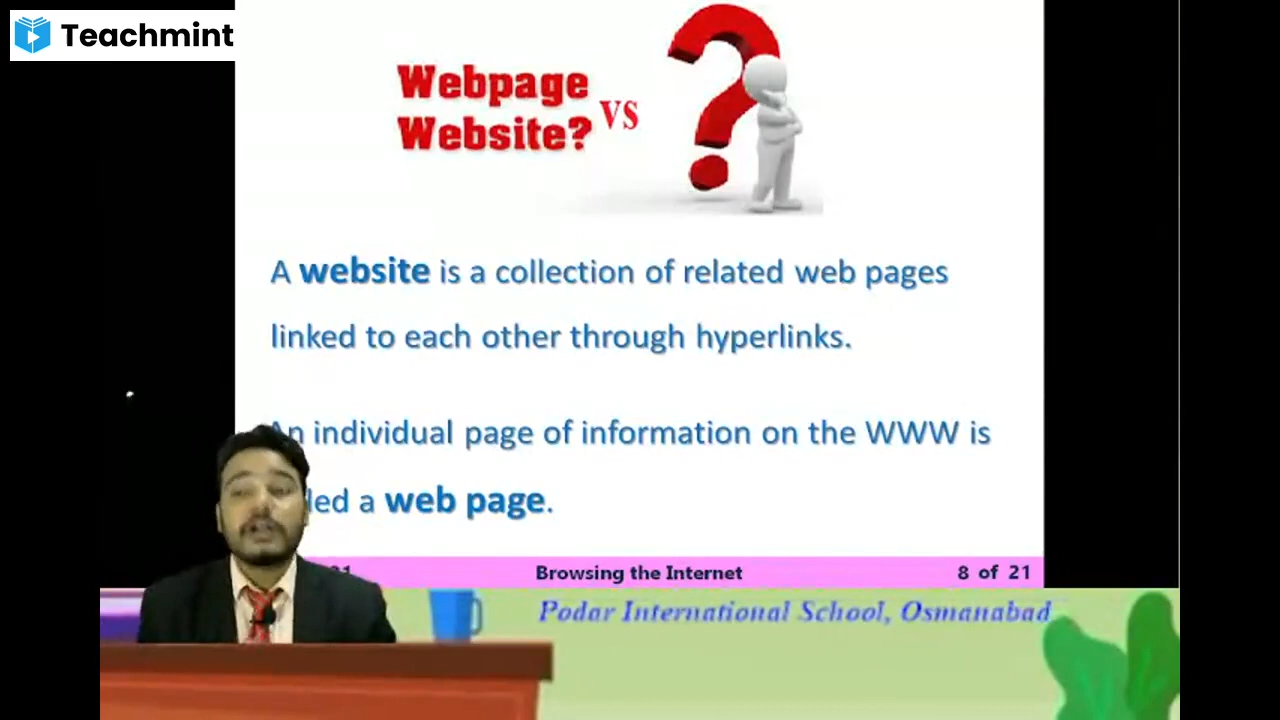 Teachmint
Webpage
VS
Website?
A website is a collection of related web pages
linked to each other through hyperlinks.
An individual page of information on the WWW is
a web page.
Browsing the Internet
8 of 21
Podar International School, Osmanabad